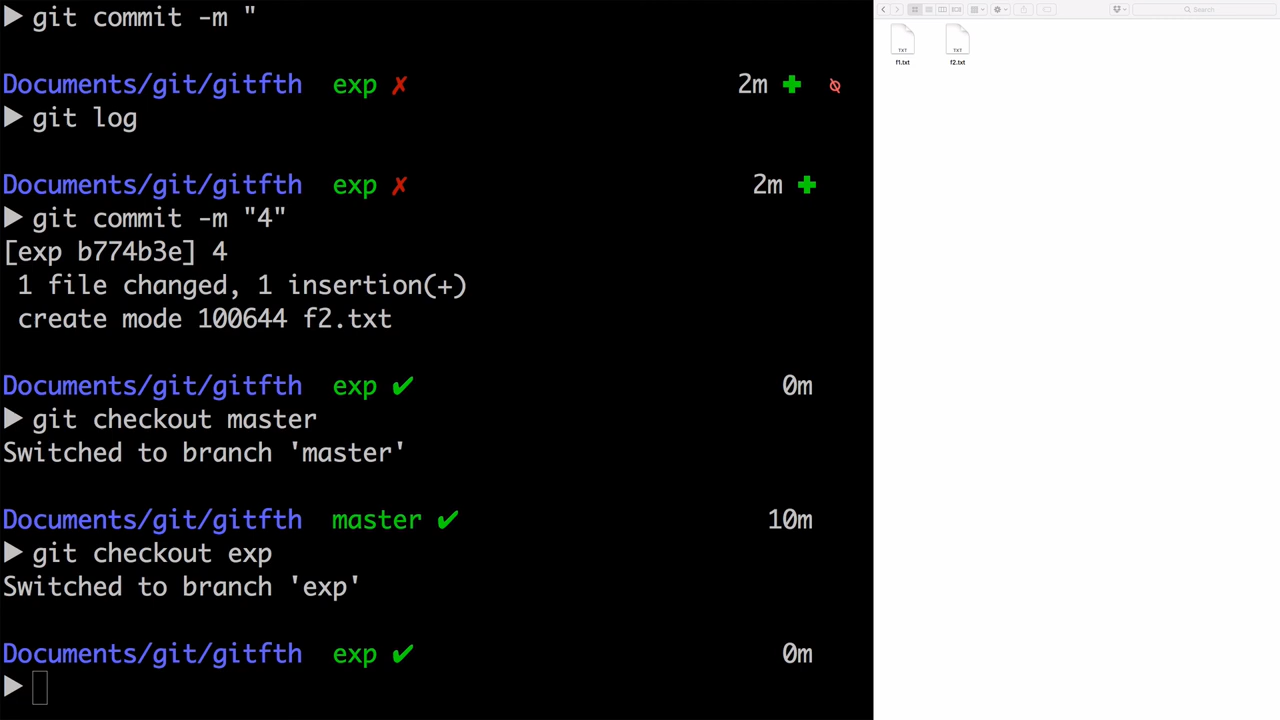 ▶ git commit -m "
Documents/git/gitfth exp ✗ 2m ✚ ⦰
▶ git log
Documents/git/gitfth exp ✗ 2m ✚
▶ git commit -m "4"
[exp b774b3e] 4
1 file changed, 1 insertion(+)
create mode 100644 f2.txt
Documents/git/gitfth exp ✔ 0m
▶ git checkout master
Switched to branch 'master'
Documents/git/gitfth master ✔ 10m
▶ git checkout exp
Switched to branch 'exp'
Documents/git/gitfth exp ✔ 0m
▶
Search
TXT TXT
f1.txt f2.txt